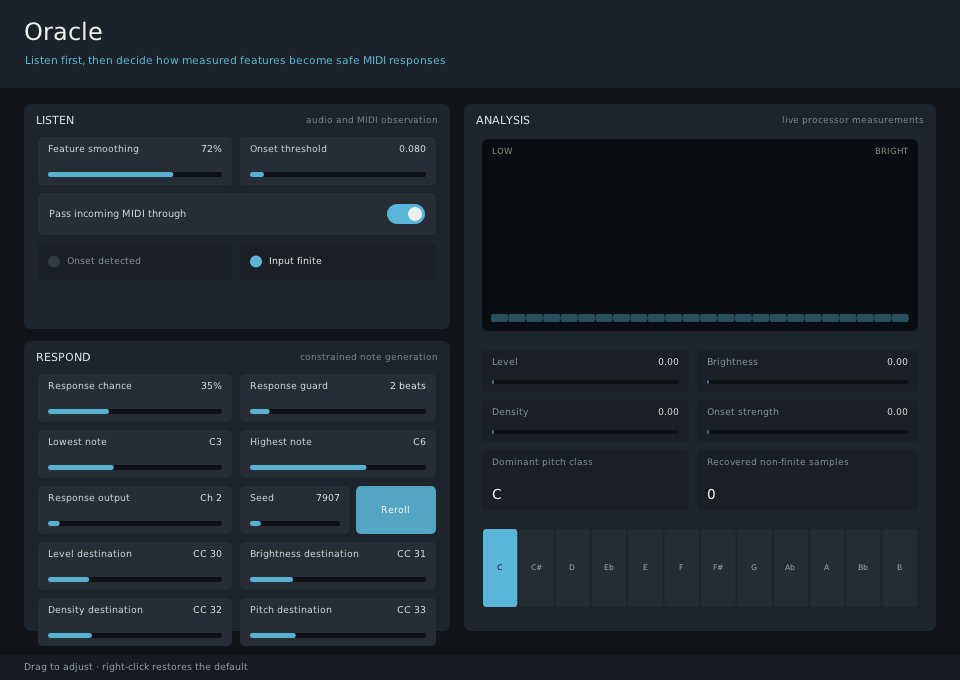 Oracle
Listen first, then decide how measured features become safe MIDI responses
LISTEN
audio and MIDI observation
Feature smoothing 72%
Onset threshold 0.080
Pass incoming MIDI through
Onset detected
Input finite
RESPOND
constrained note generation
Response chance 35%
Response guard 2 beats
Lowest note C3
Highest note C6
Response output Ch 2
Seed 7907
Reroll
Level destination CC 30
Brightness destination CC 31
Density destination CC 32
Pitch destination CC 33
ANALYSIS
live processor measurements
LOW
BRIGHT
Level 0.00
Brightness 0.00
Density 0.00
Onset strength 0.00
Dominant pitch class
C
Recovered non-finite samples
0
C C# D Eb E F F# G Ab A Bb B
Drag to adjust · right-click restores the default